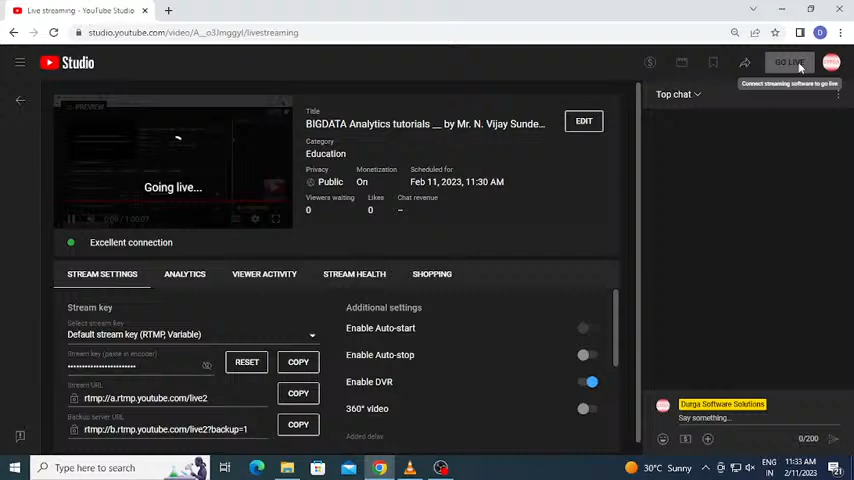 Live streaming - YouTube Studio
studio.youtube.com/video/A__o3Jmggyl/livestreaming
D
Studio
GO LIVE
Connect streaming software to go live
PREVIEW
Going live...
Title
BIGDATA Analytics tutorials __ by Mr. N. Vijay Sunde...
EDIT
Category
Education
Privacy Monetization Scheduled for
Public On Feb 11, 2023, 11:30 AM
Viewers waiting Likes Chat revenue
0 0 –
Excellent connection
Top chat
STREAM SETTINGS ANALYTICS VIEWER ACTIVITY STREAM HEALTH SHOPPING
Stream key
Select stream key
Default stream key (RTMP, Variable)
Stream key (paste in encoder)
RESET COPY
Stream URL
rtmp://a.rtmp.youtube.com/live2
COPY
Backup server URL
rtmp://b.rtmp.youtube.com/live2?backup=1
COPY
Additional settings
Enable Auto-start
Enable Auto-stop
Enable DVR
360° video
Added delay
Durga Software Solutions
Say something...
0/200
Type here to search
30°C Sunny
ENG
IN
11:33 AM
2/11/2023
21